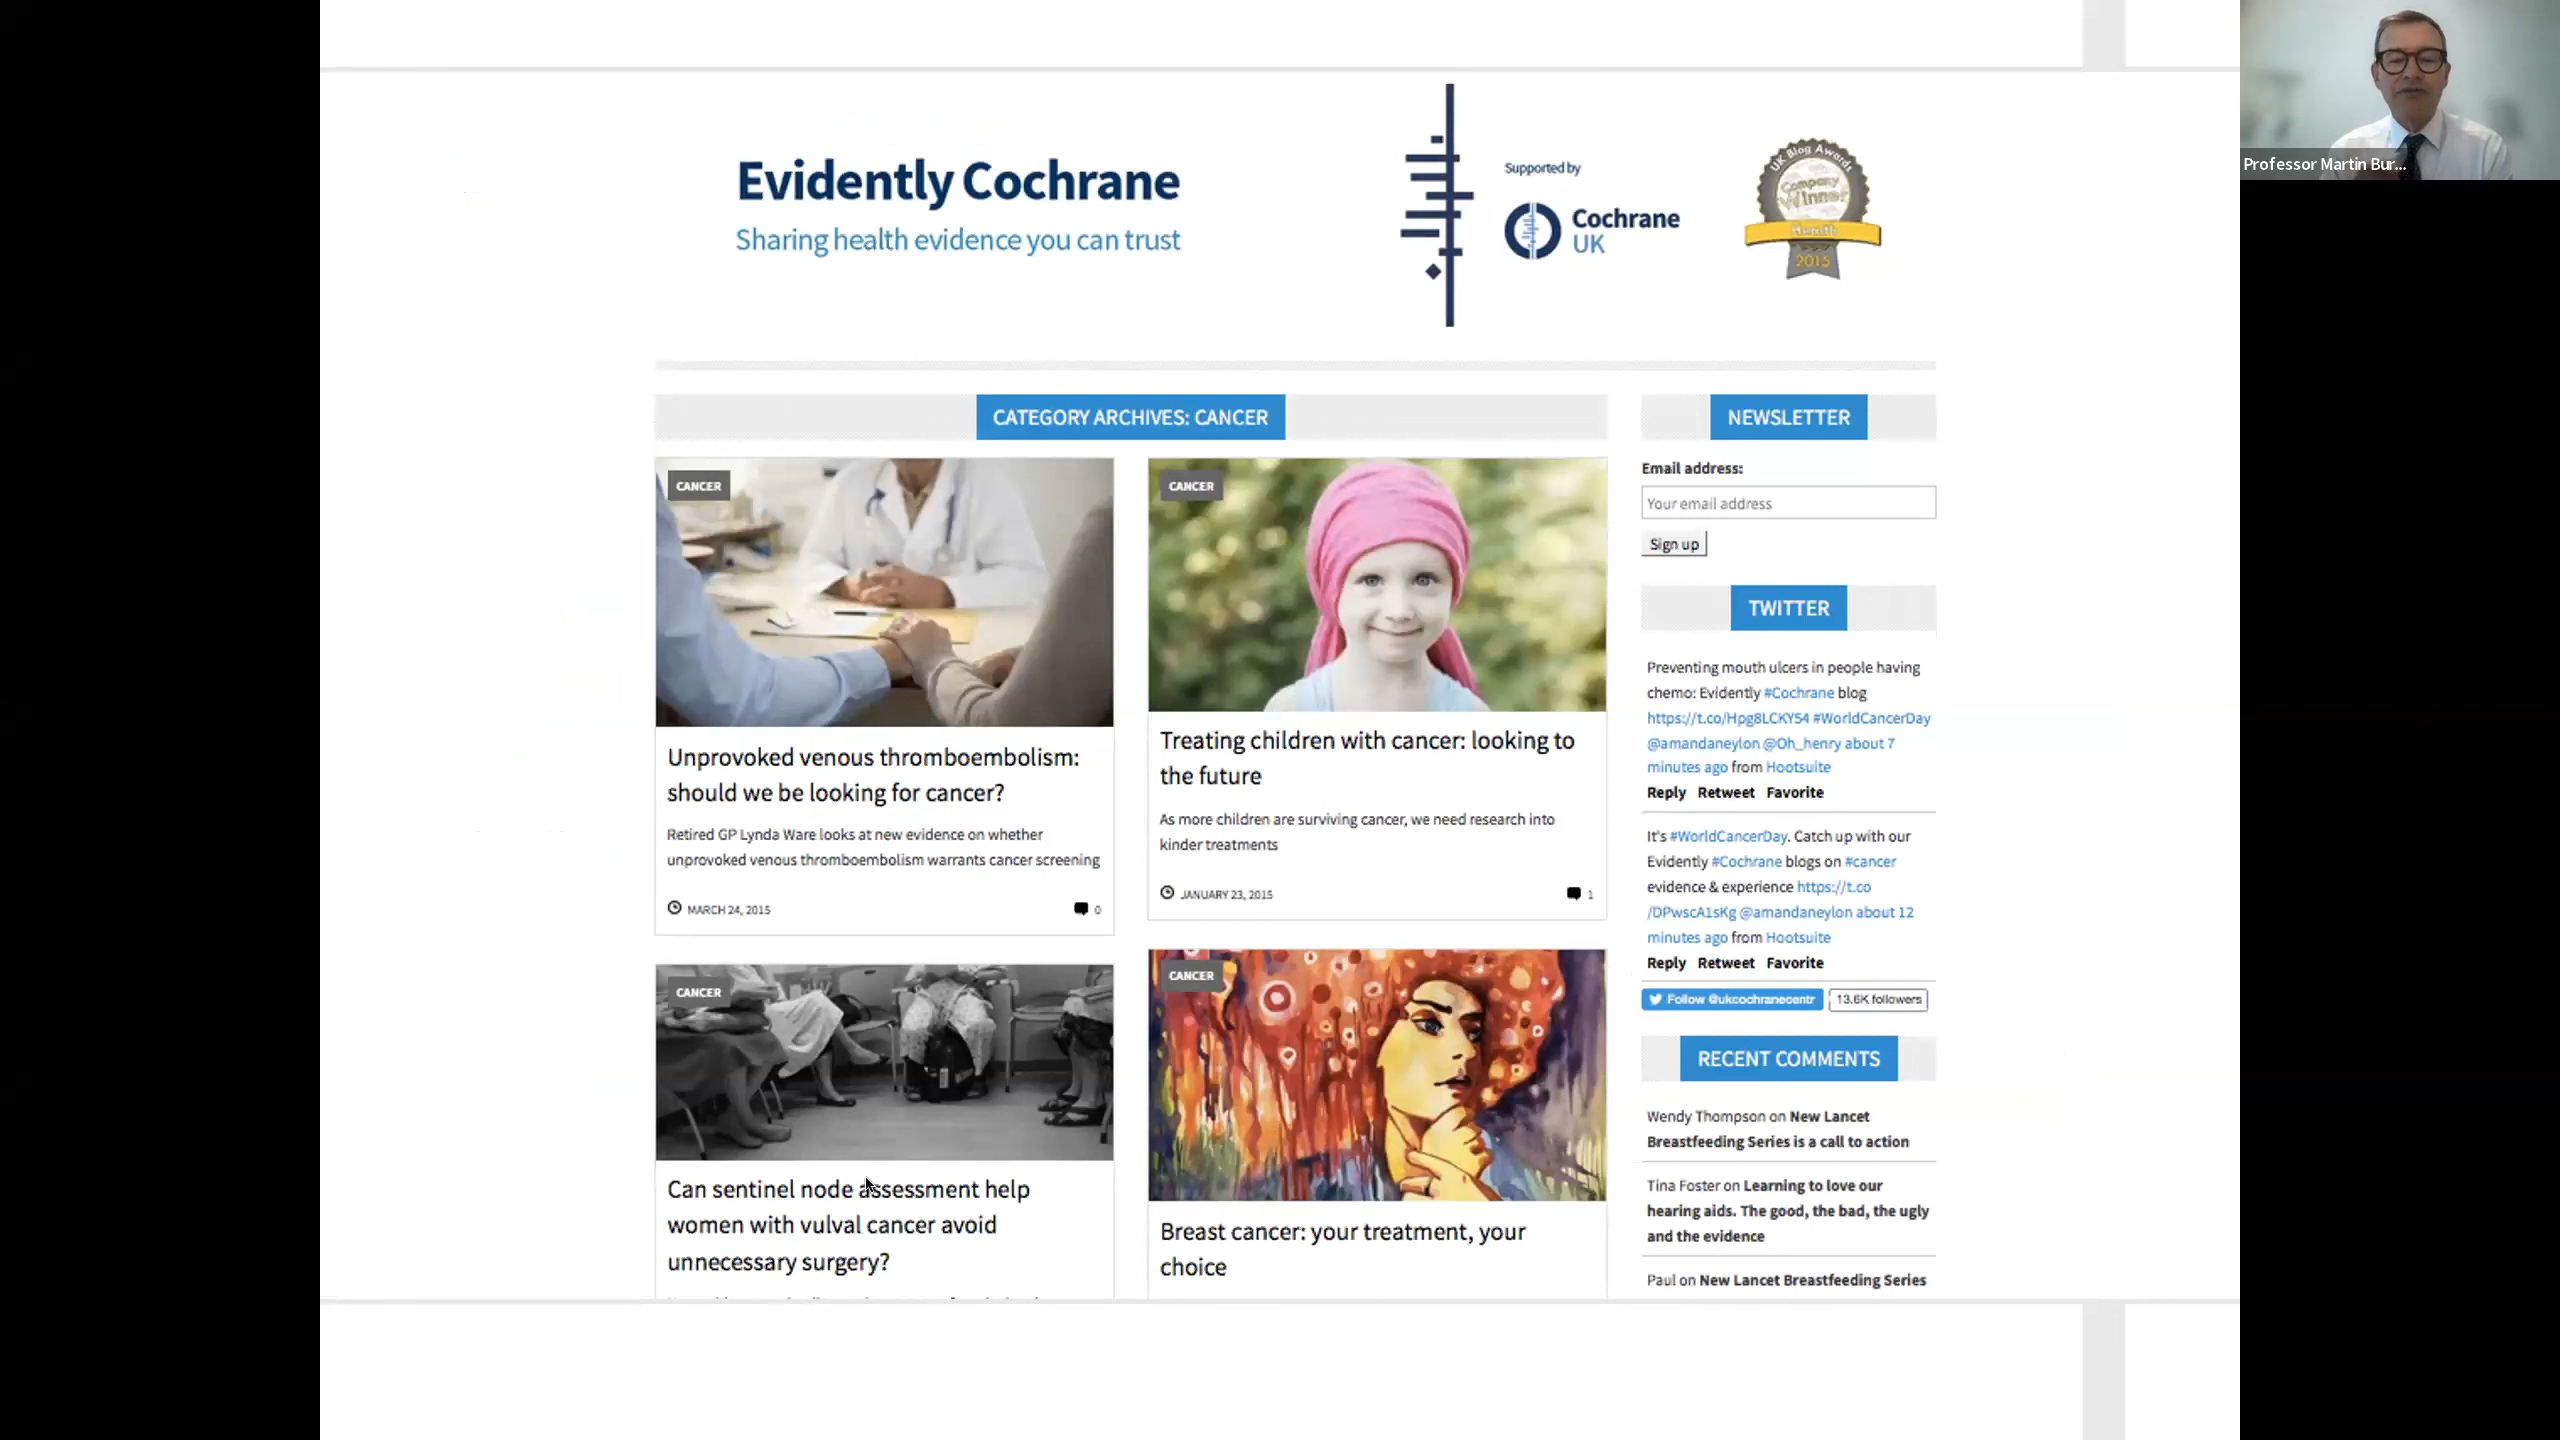 Evidently Cochrane
Sharing health evidence you can trust
Supported by
Cochrane
UK
UK Blog Awards
Company
Winner
Health
2015
Professor Martin Bur...
CATEGORY ARCHIVES: CANCER
CANCER
Unprovoked venous thromboembolism:
should we be looking for cancer?
Retired GP Lynda Ware looks at new evidence on whether
unprovoked venous thromboembolism warrants cancer screening
MARCH 24, 2015
0
CANCER
Treating children with cancer: looking to
the future
As more children are surviving cancer, we need research into
kinder treatments
JANUARY 23, 2015
1
CANCER
Can sentinel node assessment help
women with vulval cancer avoid
unnecessary surgery?
CANCER
Breast cancer: your treatment, your
choice
NEWSLETTER
Email address:
Your email address
Sign up
TWITTER
Preventing mouth ulcers in people having
chemo: Evidently #Cochrane blog
https://t.co/Hpg8LCKY54 #WorldCancerDay
@amandaneylon @Oh_henry about 7
minutes ago from Hootsuite
Reply Retweet Favorite
It's #WorldCancerDay. Catch up with our
Evidently #Cochrane blogs on #cancer
evidence & experience https://t.co
/DPwscA1sKg @amandaneylon about 12
minutes ago from Hootsuite
Reply Retweet Favorite
Follow @ukcochranecentr
13.6K followers
RECENT COMMENTS
Wendy Thompson on New Lancet
Breastfeeding Series is a call to action
Tina Foster on Learning to love our
hearing aids. The good, the bad, the ugly
and the evidence
Paul on New Lancet Breastfeeding Series